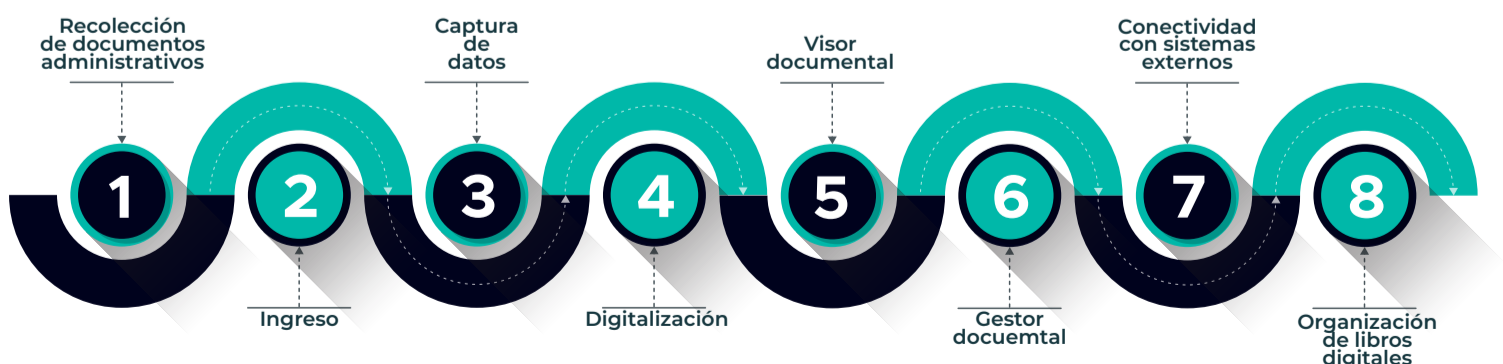 Recolección
de documentos
administrativos
1
2
Ingreso
Captura
de
datos
3
4
Digitalización
Visor
documental
5
6
Gestor
docuemtal
Conectividad
con sistemas
externos
7
8
Organización
de libros
digitales